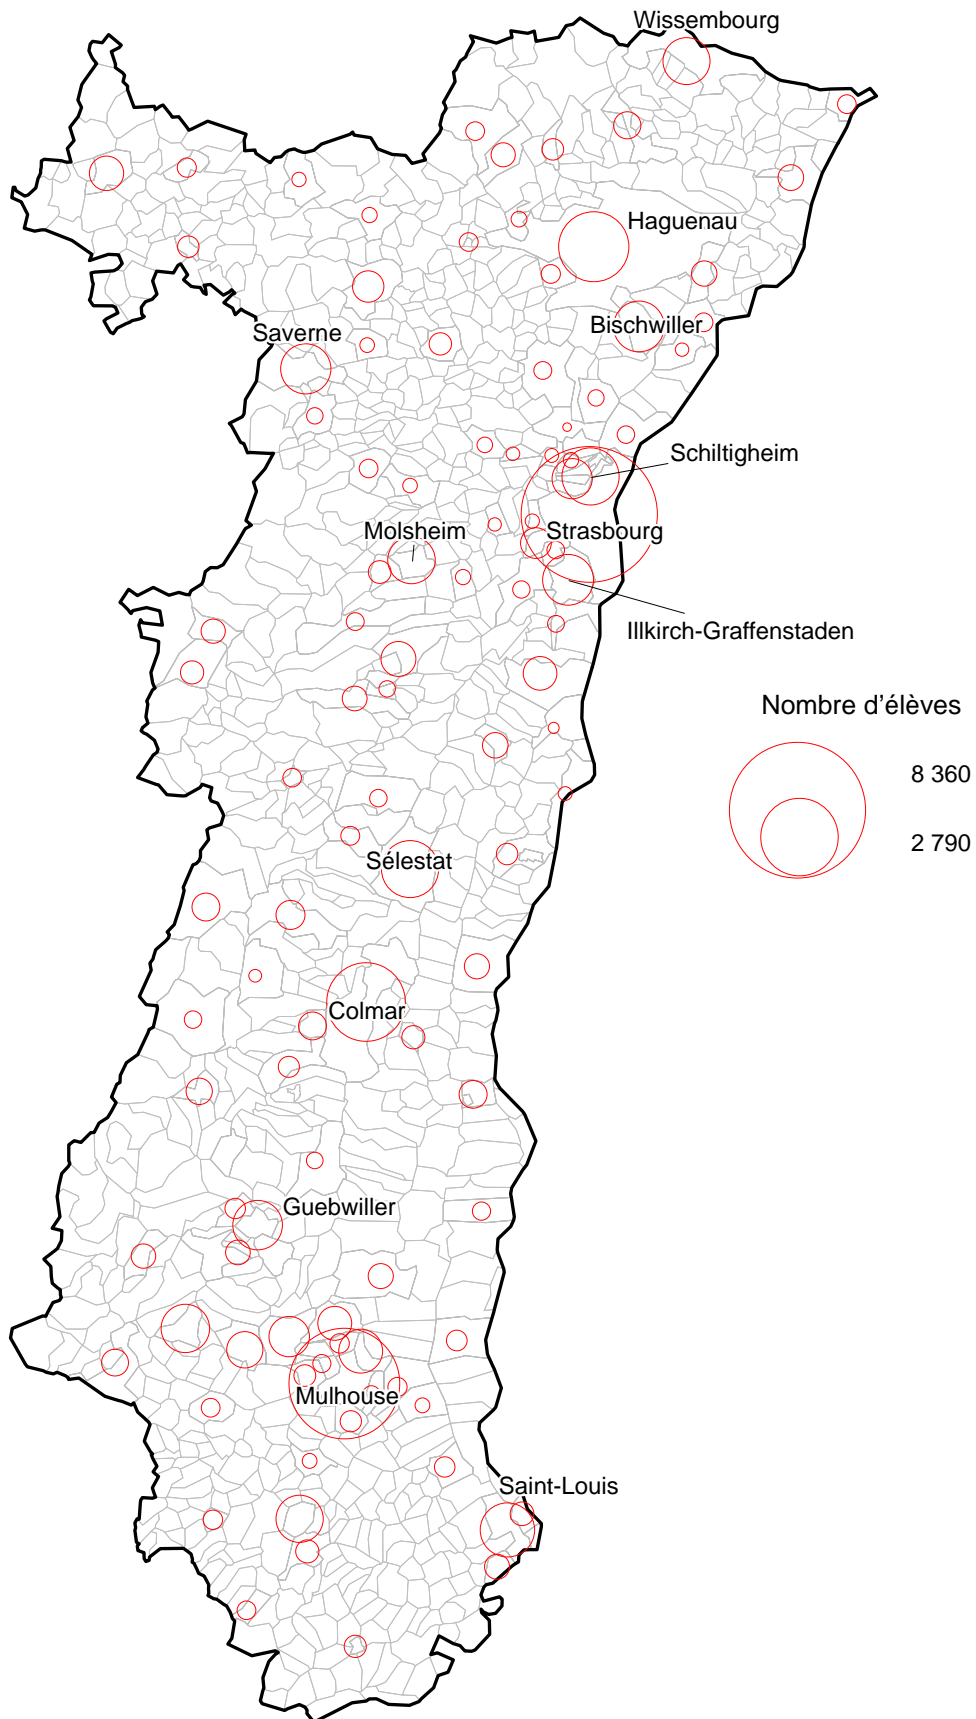 Wissembourg
Haguenau
Bischwiller
Saverne
Schiltigheim
Strasbourg
Molsheim
Illkirch-Graffenstaden
Nombre d’élèves
8 360
2 790
Sélestat
Colmar
Guebwiller
Mulhouse
Saint-Louis